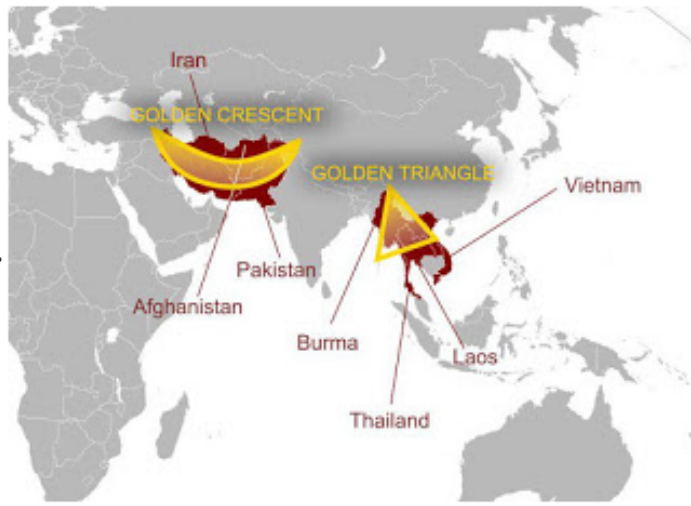 Iran
GOLDEN CRESCENT
GOLDEN TRIANGLE
Vietnam
Pakistan
Afghanistan
Burma
Laos
Thailand